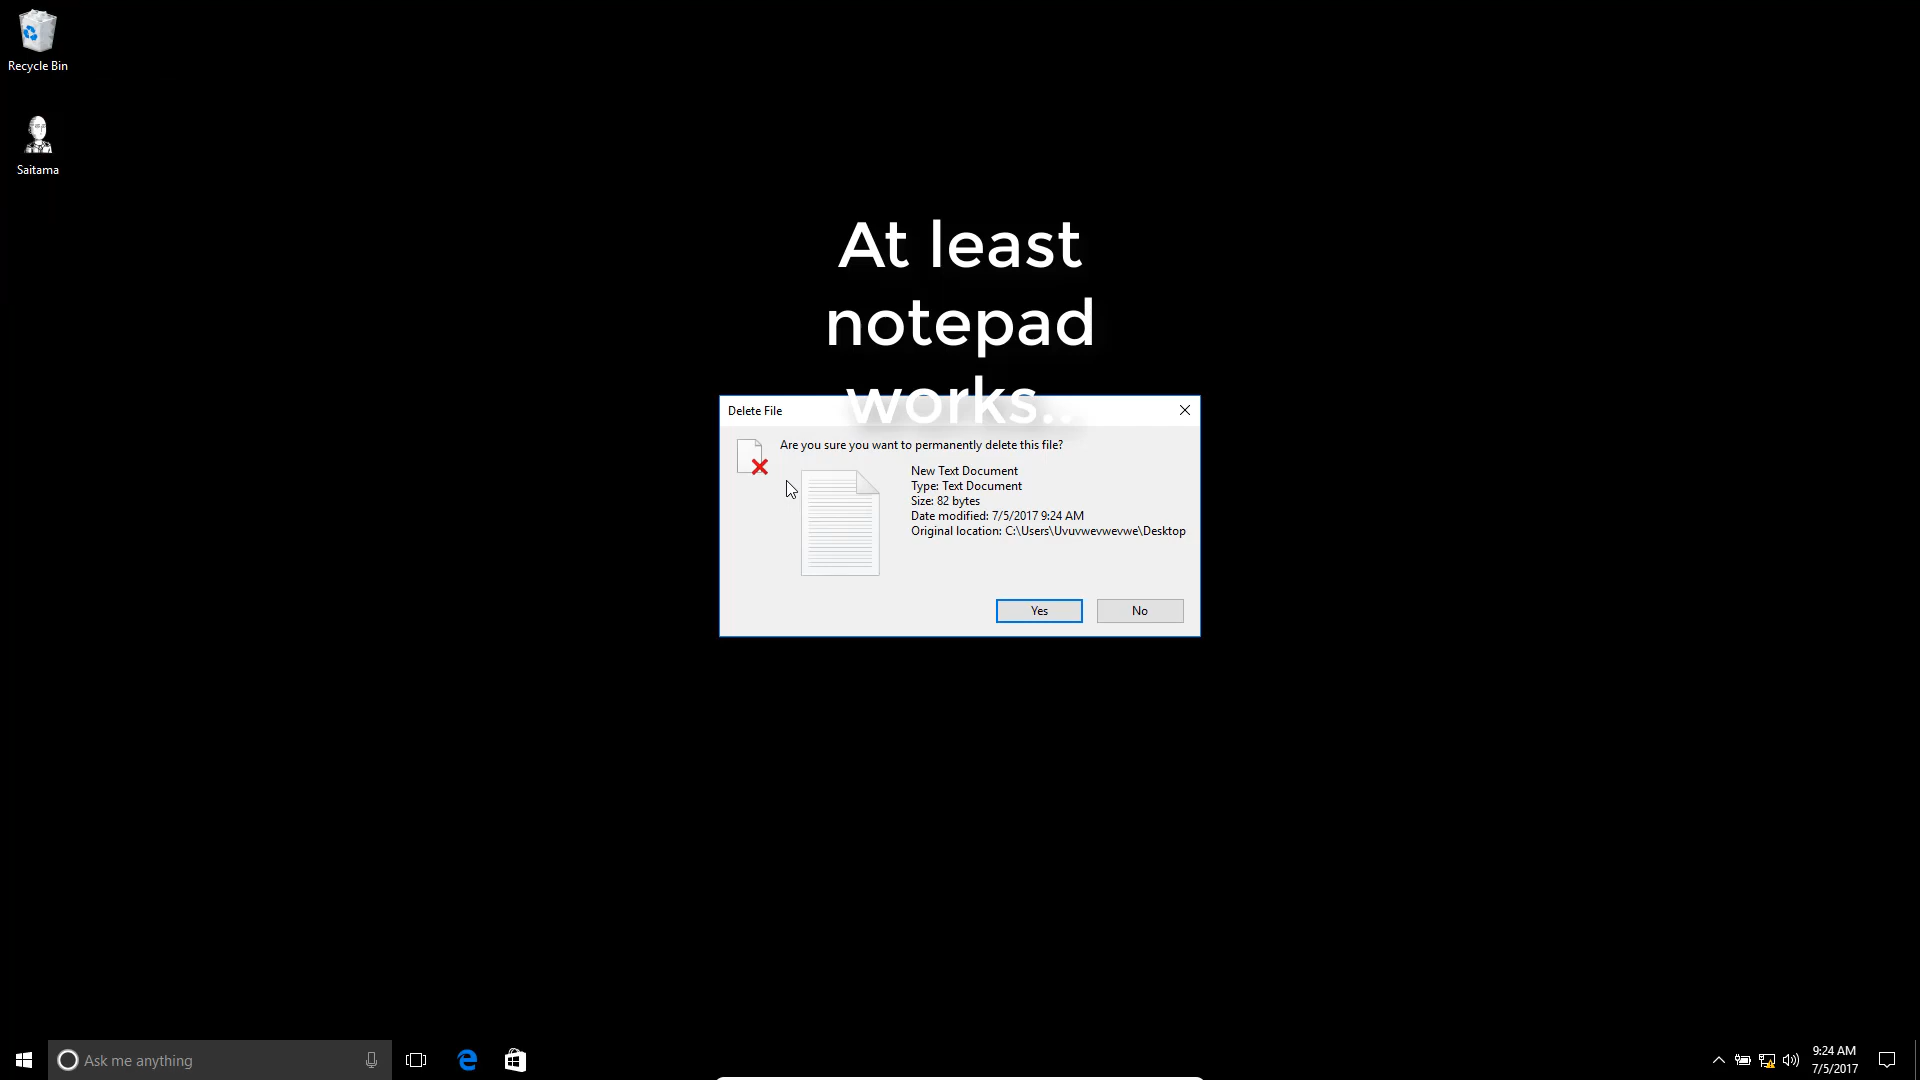 Recycle Bin
Saitama
At least
notepad
works...
Delete File
Are you sure you want to permanently delete this file?
New Text Document
Type: Text Document
Size: 82 bytes
Date modified: 7/5/2017 9:24 AM
Original location: C:\Users\Uvuvwevwevwe\Desktop
Yes
No
Ask me anything
9:24 AM
7/5/2017